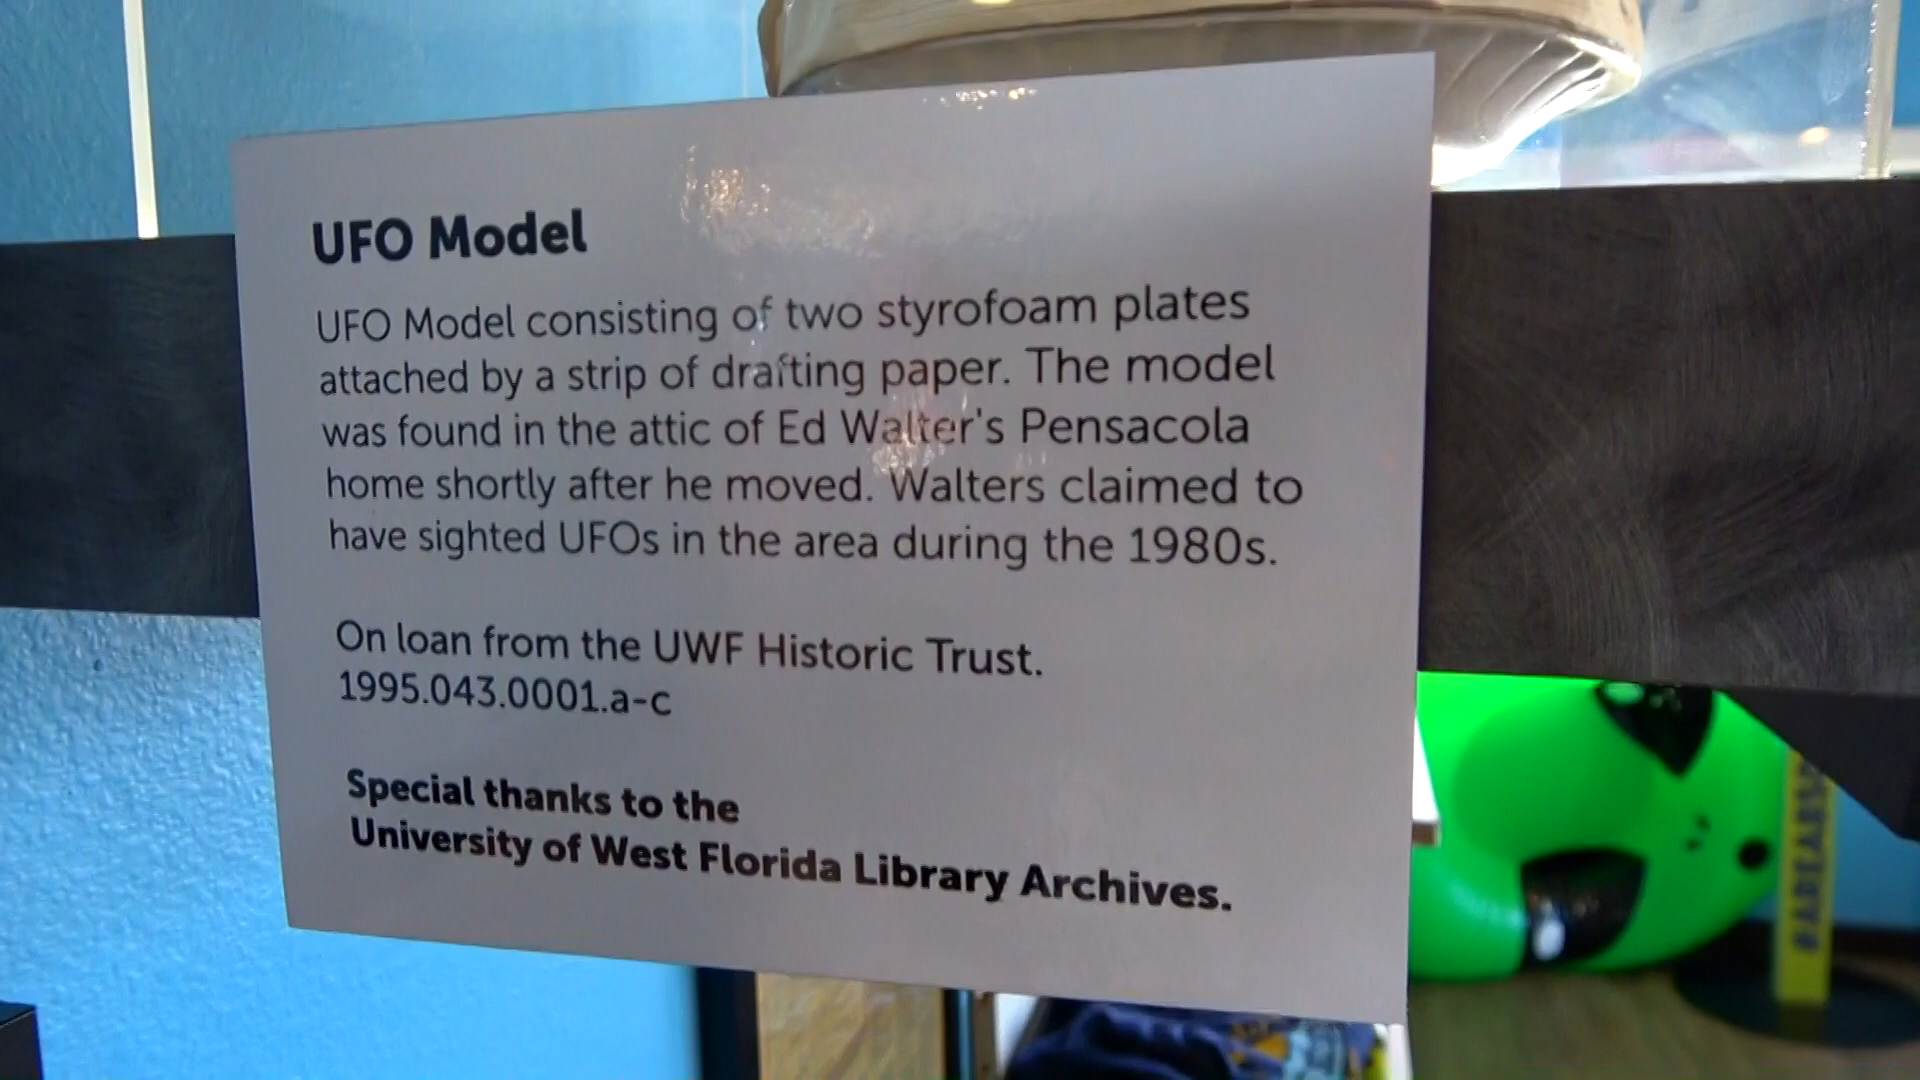 UFO Model
UFO Model consisting of two styrofoam plates
attached by a strip of drafting paper. The model
was found in the attic of Ed Walter's Pensacola
home shortly after he moved. Walters claimed to
have sighted UFOs in the area during the 1980s.
On loan from the UWF Historic Trust.
1995.043.0001.a-c
Special thanks to the
University of West Florida Library Archives.